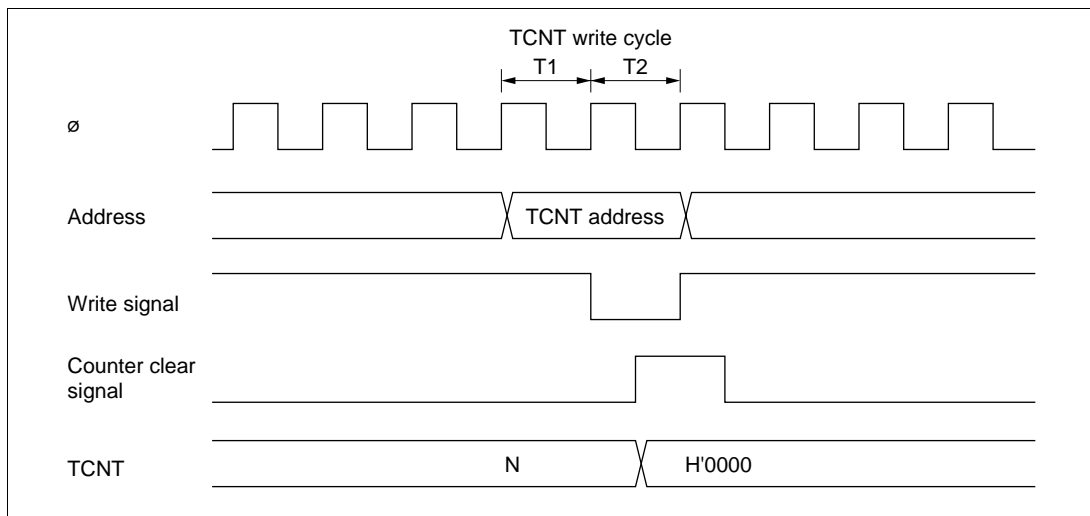 TCNT write cycle
T1 T2
ø
Address TCNT address
Write signal
Counter clear
signal
TCNT N H'0000